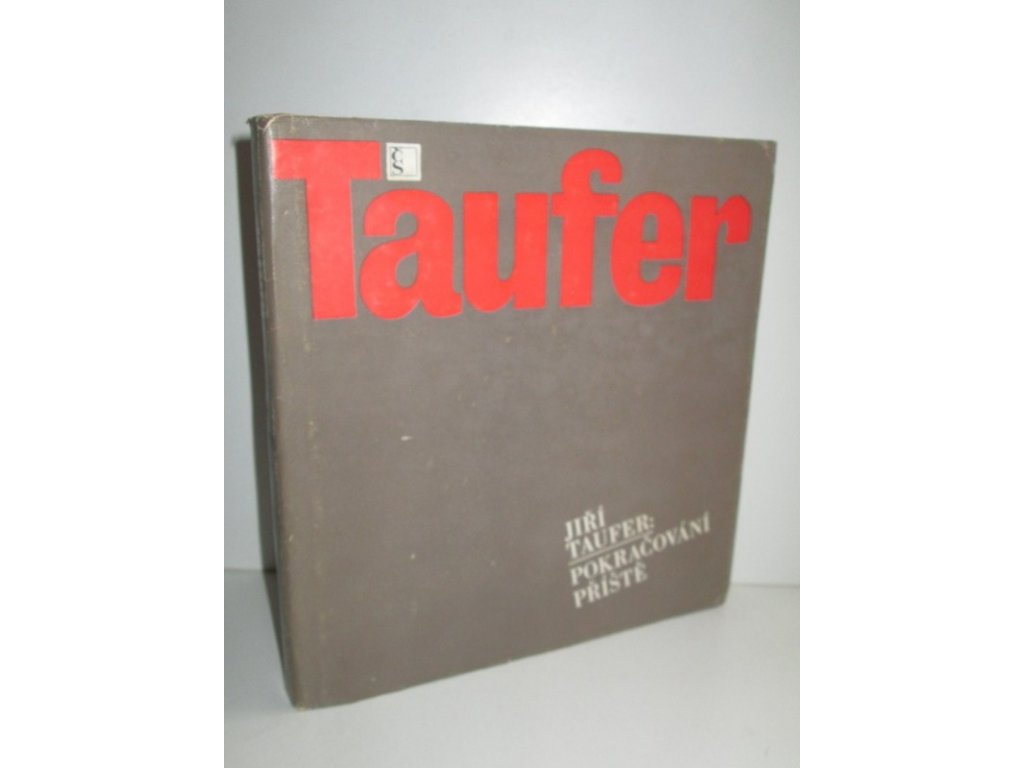 Taufer
ČS
JIŘÍ
TAUFER:
POKRAČOVÁNÍ
PŘÍŠTĚ